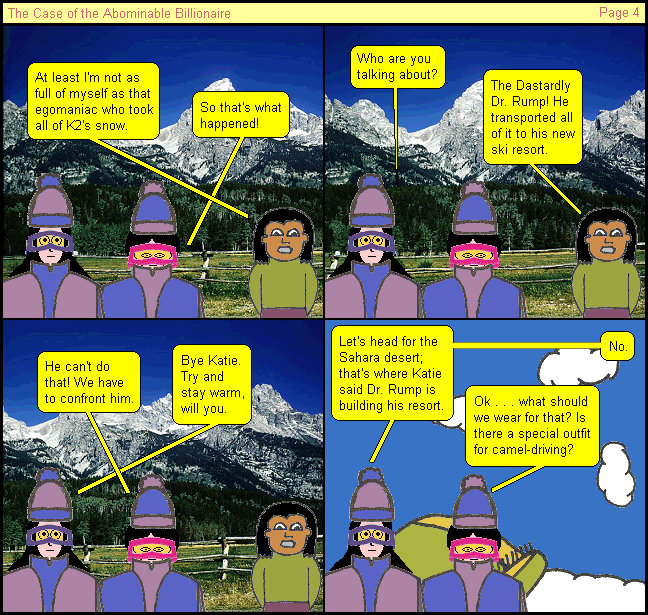 The Case of the Abominable Billionaire
Page 4
At least I'm not as
full of myself as that
egomaniac who took
all of K2's snow.
So that's what
happened!
Who are you
talking about?
The Dastardly
Dr. Rump! He
transported all
of it to his new
ski resort.
He can't do
that! We have
to confront him.
Bye Katie.
Try and
stay warm,
will you.
Let's head for the
Sahara desert;
that's where Katie
said Dr. Rump is
building his resort.
Ok . . . what should
we wear for that? Is
there a special outfit
for camel-driving?
No.